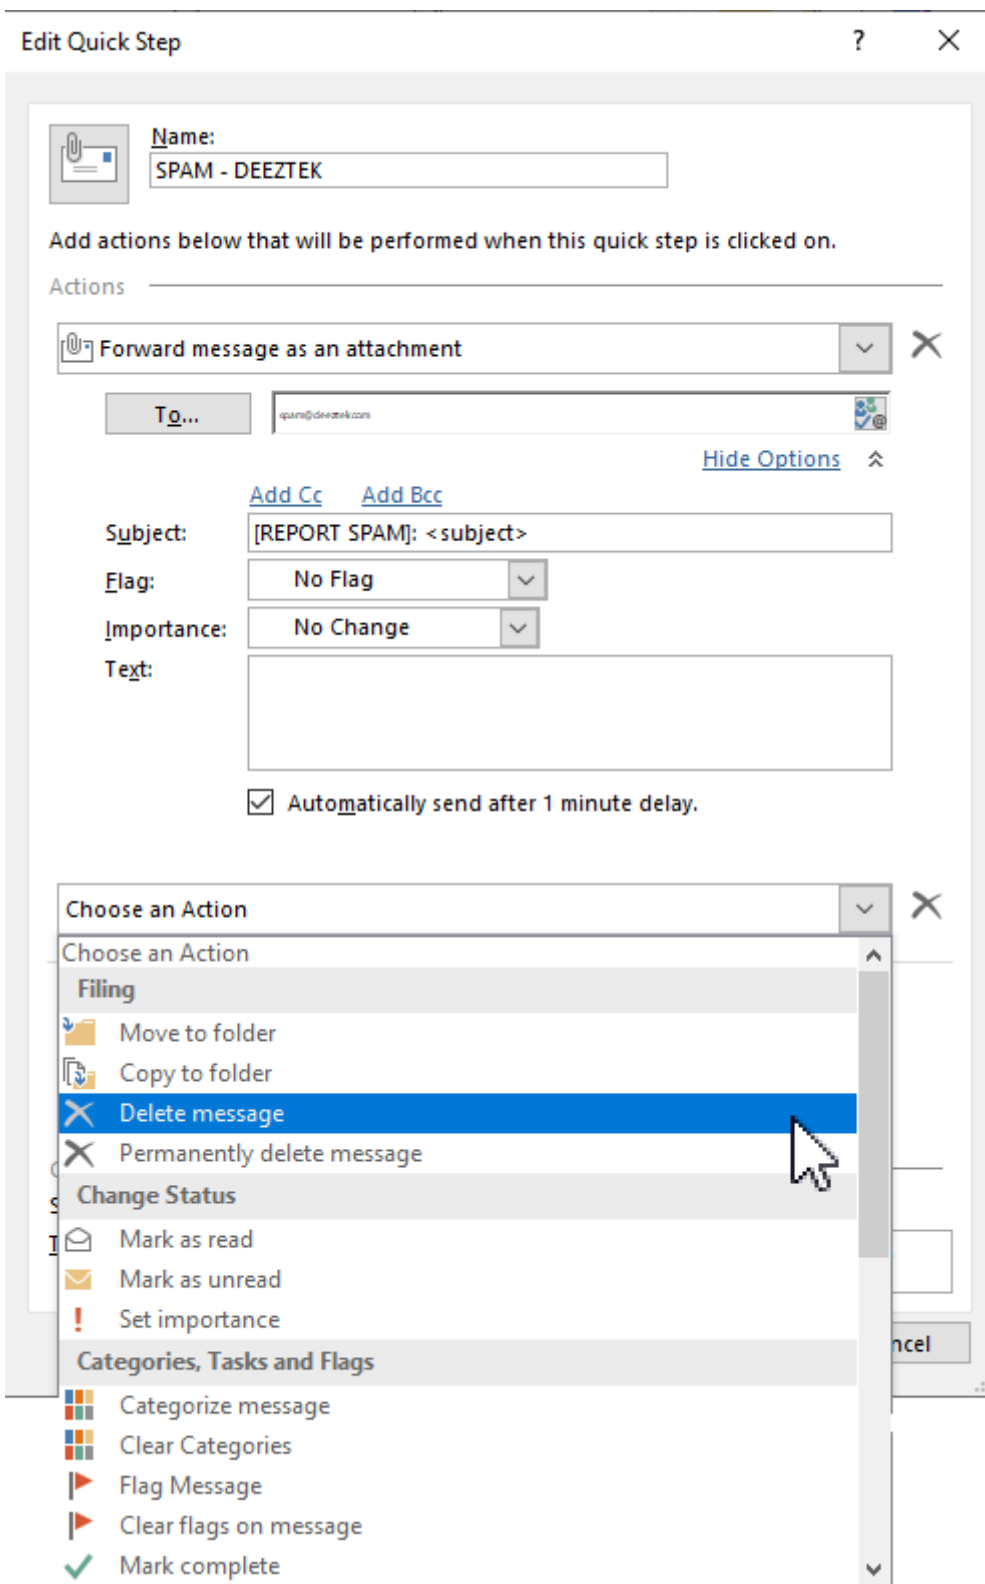 Edit Quick Step
?
Name:
SPAM - DEEZTEK
Add actions below that will be performed when this quick step is clicked on.
Actions
Forward message as an attachment
To...
spam@deeztek.com
Hide Options
Add Cc Add Bcc
Subject: [REPORT SPAM]: <subject>
Flag: No Flag
Importance: No Change
Text:
Automatically send after 1 minute delay.
Choose an Action
Choose an Action
Filing
Move to folder
Copy to folder
Delete message
Permanently delete message
Change Status
Mark as read
Mark as unread
! Set importance
Categories, Tasks and Flags
ncel
Categorize message
Clear Categories
Flag Message
Clear flags on message
Mark complete